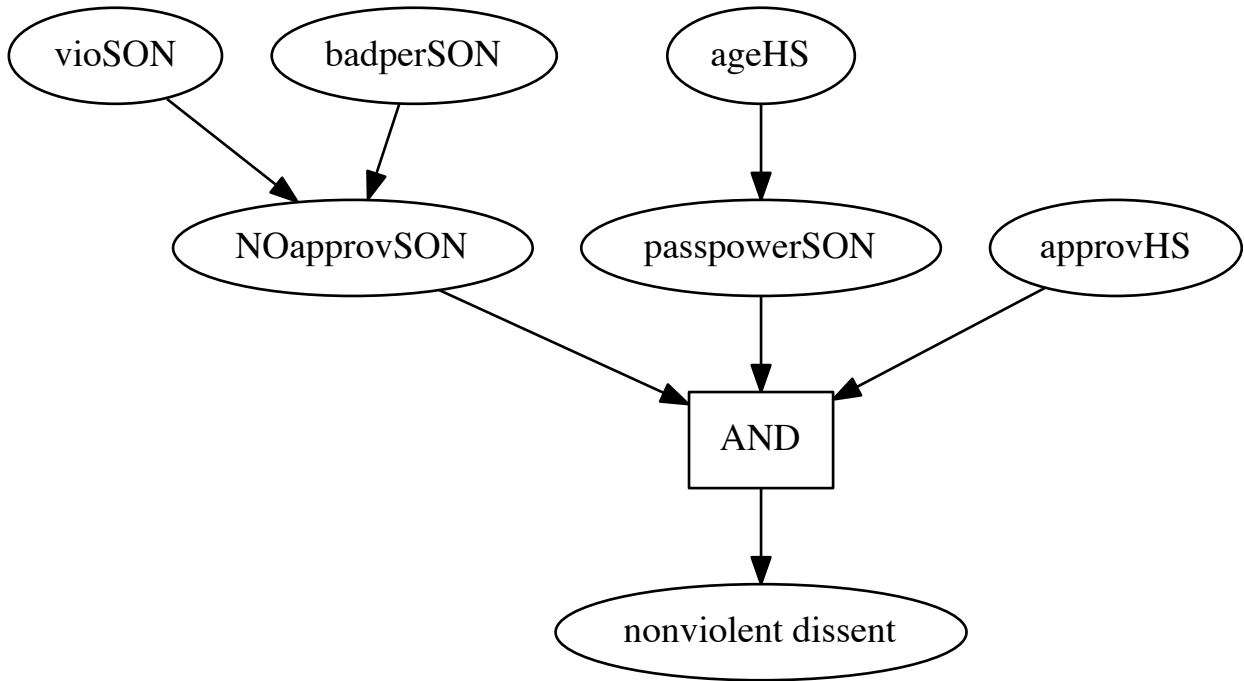 vioSON
badperSON
ageHS
NOapprovSON
passpowerSON
approvHS
AND
nonviolent dissent